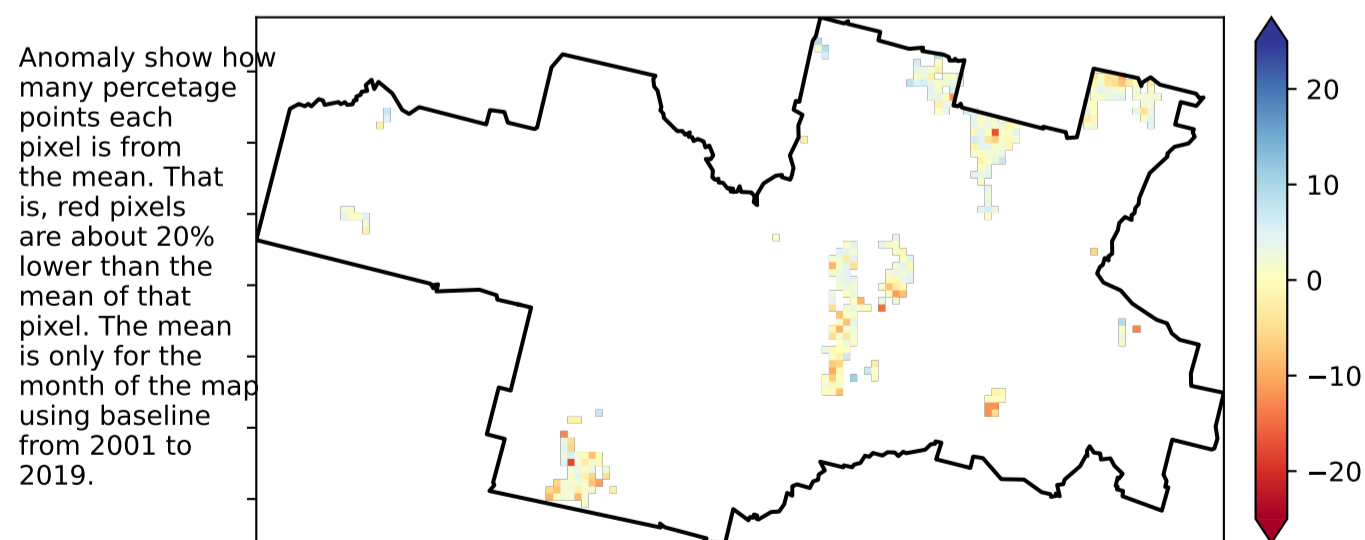 Anomaly show how
many percetage
points each
pixel is from
the mean. That
is, red pixels
are about 20%
lower than the
mean of that
pixel. The mean
is only for the
month of the map
using baseline
from 2001 to
2019.
20
10
0
−10
−20